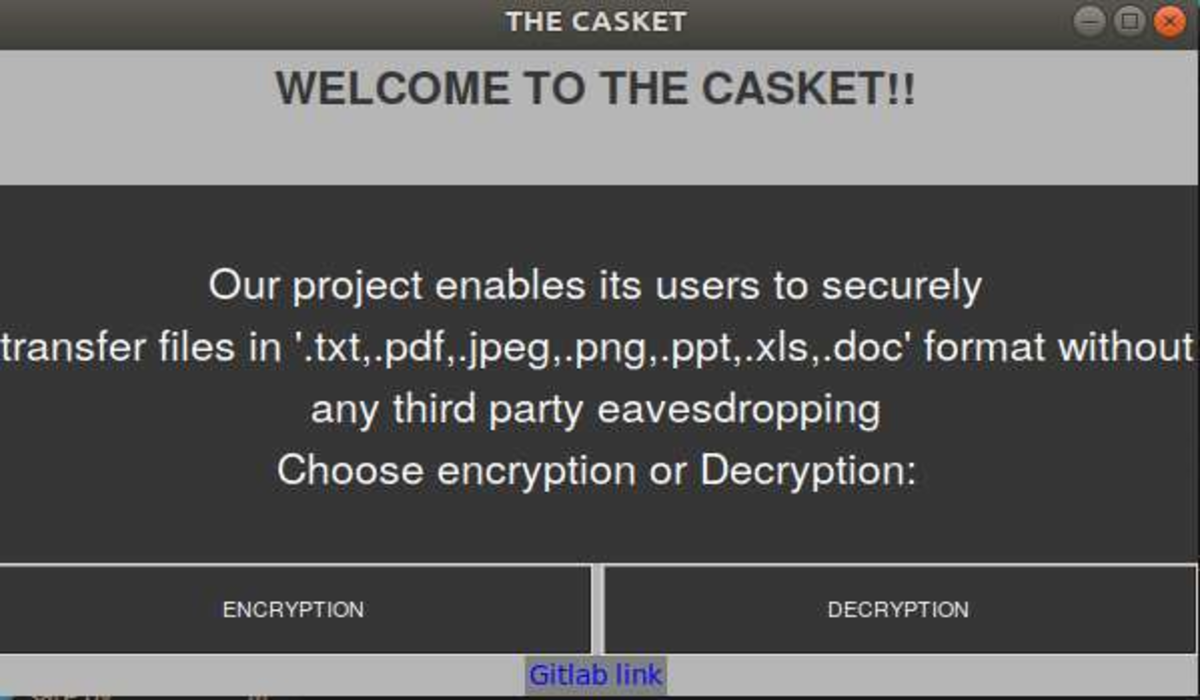 THE CASKET
WELCOME TO THE CASKET!!
Our project enables its users to securely
transfer files in '.txt,.pdf,.jpeg,.png,.ppt,.xls,.doc' format without
any third party eavesdropping
Choose encryption or Decryption:
ENCRYPTION
DECRYPTION
Gitlab link